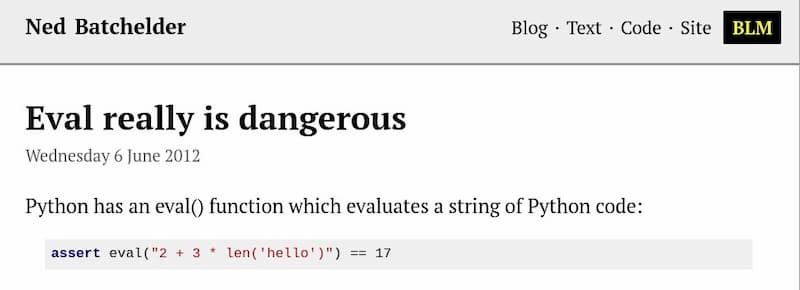 Ned Batchelder
Blog · Text · Code · Site BLM
Eval really is dangerous
Wednesday 6 June 2012
Python has an eval() function which evaluates a string of Python code:
assert eval("2 + 3 * len('hello')") == 17